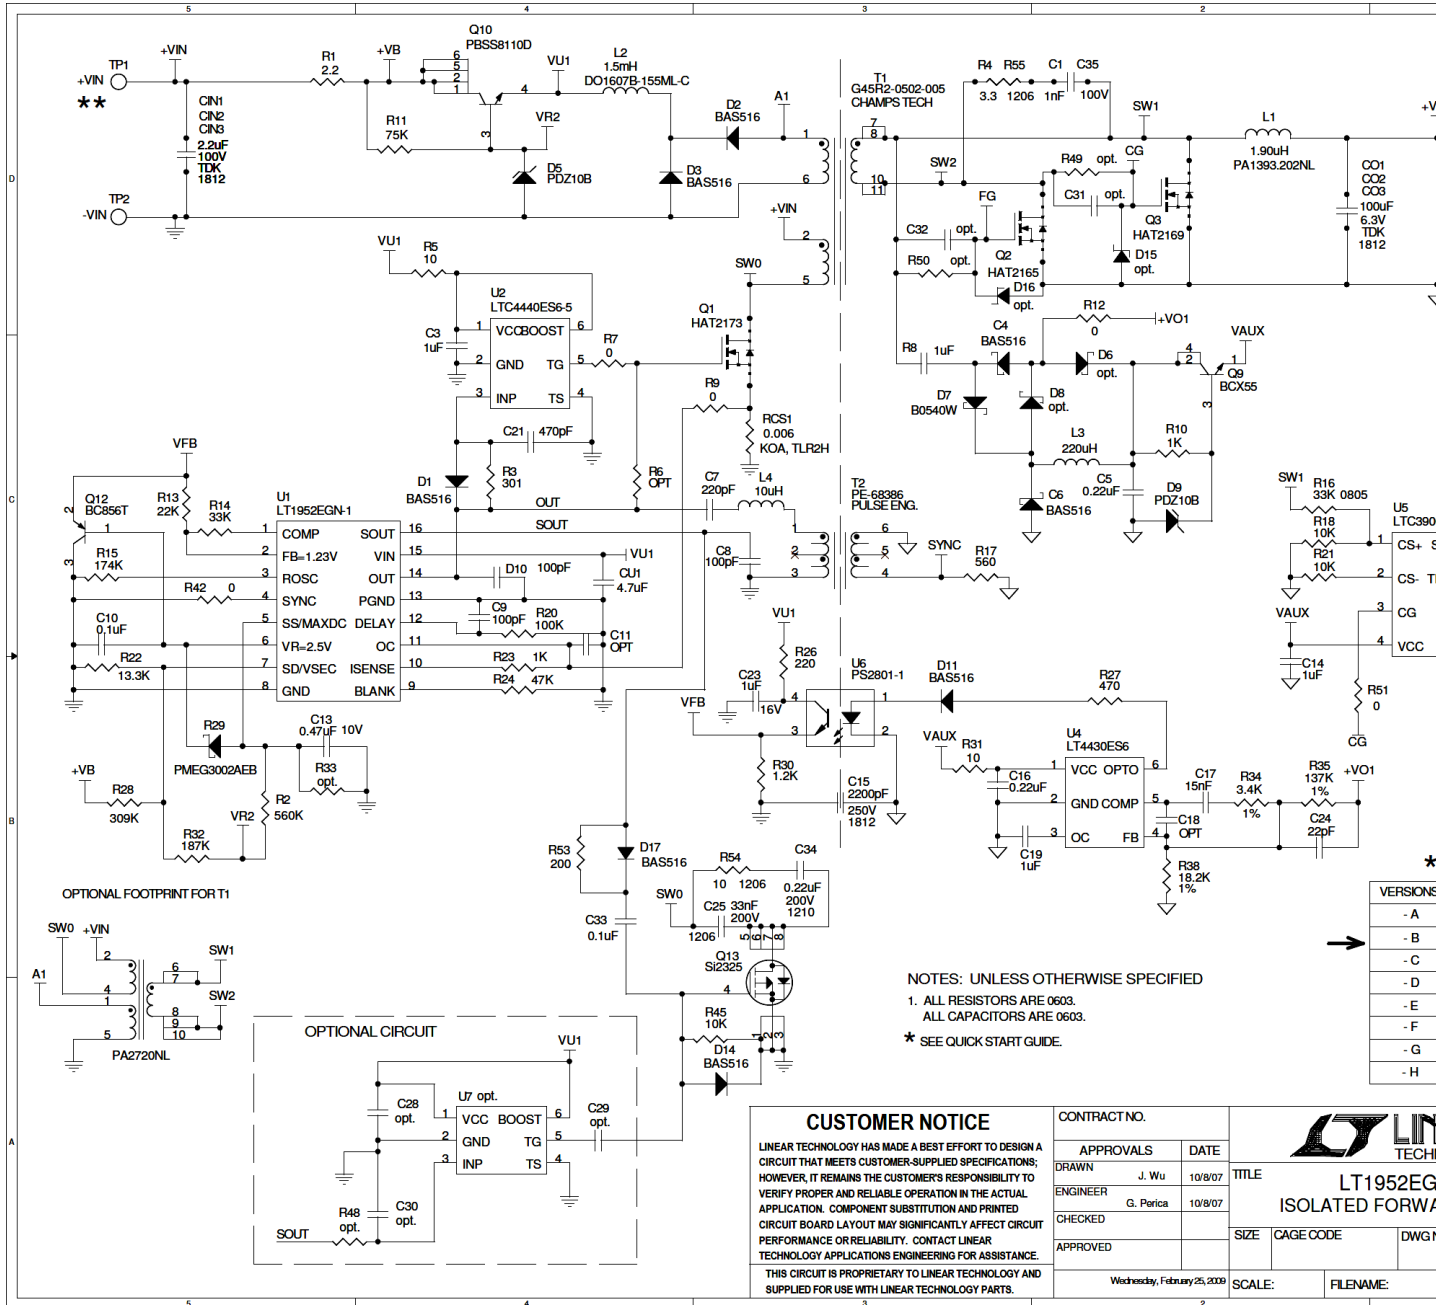 5
4
3
2
D
C
B
A
+VIN
TP1
+VIN
**
CIN1
CIN2
CIN3
2.2uF
100V
TDK
1812
TP2
-VIN
R1
2.2
+VB
Q10
PBSS8110D
6
5
2
1
4
3
R11
75K
VU1
VR2
D5
PDZ10B
L2
1.5mH
DO1607B-155ML-C
D2
BAS516
D3
BAS516
A1
1
6
+VIN
2
5
SW0
T1
G45R2-0502-005
CHAMPS TECH
7
8
10
11
R4
3.3
R55
1206
C1
1nF
C35
100V
SW1
SW2
L1
1.90uH
PA1393.202NL
R49
opt.
CG
C31
opt.
Q3
HAT2169
D15
opt.
FG
C32
opt.
opt.
R50
Q2
HAT2165
D16
opt.
CO1
CO2
CO3
100uF
6.3V
TDK
1812
+V
VU1
R5
10
U2
LTC4440ES6-5
C3
1uF
1
VCC
BOOST
6
2
GND
TG
5
3
INP
TS
4
R7
0
Q1
HAT2173
R9
0
RCS1
0.006
KOA, TLR2H
C21
470pF
R3
301
R6
OPT
D1
BAS516
OUT
SOUT
C7
220pF
L4
10uH
T2
PE-68386
PULSE ENG.
1
2
3
6
5
4
C8
100pF
SYNC
R17
560
R8
1uF
C4
BAS516
R12
0
+VO1
D6
opt.
D7
B0540W
D8
opt.
L3
220uH
C6
BAS516
C5
0.22uF
D9
PDZ10B
R10
1K
4
2
1
3
Q9
BCX55
VAUX
SW1
R16
33K 0805
R18
10K
R21
10K
U5
LTC390
1
CS+ S
2
CS- TI
3
CG
4
VCC
VAUX
C14
1uF
R51
0
CG
VFB
2
Q12
BC856T
1
3
R13
22K
R14
33K
U1
LT1952EGN-1
1
COMP
SOUT
16
2
FB=1.23V
VIN
15
3
ROSC
OUT
14
4
SYNC
PGND
13
5
SS/MAXDC
DELAY
12
6
VR=2.5V
OC
11
7
SD/VSEC
ISENSE
10
8
GND
BLANK
9
R15
174K
R42
0
C10
0.1uF
R22
13.3K
VU1
D10
100pF
CU1
4.7uF
C9
100pF
R20
100K
C11
OPT
R23
1K
R24
47K
R29
PMEG3002AEB
C13
0.47uF
10V
R33
opt.
+VB
R28
309K
R2
560K
VR2
R32
187K
VU1
R26
220
C23
1uF
16V
VFB
U6
PS2801-1
4
3
1
2
R30
1.2K
C15
2200pF
250V
1812
D11
BAS516
R27
470
VAUX
R31
10
C16
0.22uF
C19
1uF
U4
LT4430ES6
1
VCC
OPTO
6
2
GND
COMP
5
3
OC
FB
4
C17
15nF
R34
3.4K
1%
R35
137K
1%
+VO1
C18
OPT
C24
22pF
R38
18.2K
1%
R53
200
D17
BAS516
C33
0.1uF
SW0
R54
10
1206
C34
0.22uF
200V
1210
C25
33nF
200V
1206
5
6
7
8
Q13
Si2325
4
1
2
3
R45
10K
D14
BAS516
OPTIONAL FOOTPRINT FOR T1
SW0
+VIN
A1
2
4
1
5
6
7
8
9
10
SW1
SW2
PA2720NL
OPTIONAL CIRCUIT
VU1
U7 opt.
C28
opt.
1
VCC
BOOST
6
2
GND
TG
5
3
INP
TS
4
C29
opt.
R48
opt.
C30
opt.
SOUT
NOTES: UNLESS OTHERWISE SPECIFIED
1. ALL RESISTORS ARE 0603.
ALL CAPACITORS ARE 0603.
* SEE QUICK START GUIDE.
*
VERSIONS
- A
- B
- C
- D
- E
- F
- G
- H
CUSTOMER NOTICE
LINEAR TECHNOLOGY HAS MADE A BEST EFFORT TO DESIGN A
CIRCUIT THAT MEETS CUSTOMER-SUPPLIED SPECIFICATIONS;
HOWEVER, IT REMAINS THE CUSTOMER'S RESPONSIBILITY TO
VERIFY PROPER AND RELIABLE OPERATION IN THE ACTUAL
APPLICATION. COMPONENT SUBSTITUTION AND PRINTED
CIRCUIT BOARD LAYOUT MAY SIGNIFICANTLY AFFECT CIRCUIT
PERFORMANCE OR RELIABILITY. CONTACT LINEAR
TECHNOLOGY APPLICATIONS ENGINEERING FOR ASSISTANCE.
THIS CIRCUIT IS PROPRIETARY TO LINEAR TECHNOLOGY AND
SUPPLIED FOR USE WITH LINEAR TECHNOLOGY PARTS.
CONTRACT NO.
APPROVALS
DATE
DRAWN
J. Wu
10/8/07
ENGINEER
G. Perica
10/8/07
CHECKED
APPROVED
Wednesday, February 25, 2009
LIN
TECH
TITLE
LT1952EG
ISOLATED FORWA
SIZE
CAGE CODE
DWG N
SCALE:
FILENAME:
5
4
3
2